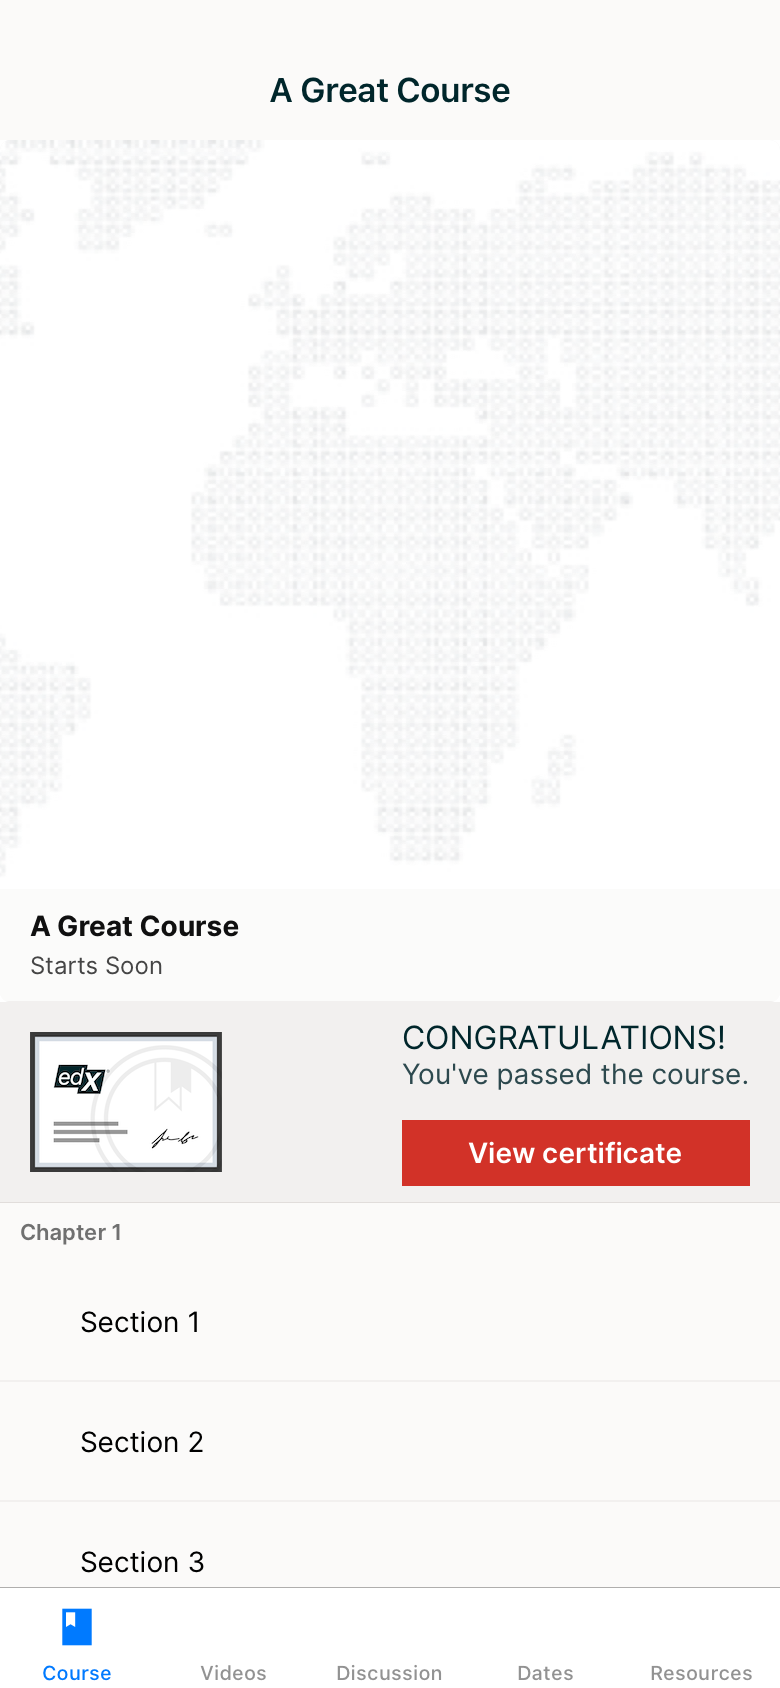 A Great Course
A Great Course
Starts Soon
edX
CONGRATULATIONS!
You've passed the course.
View certificate
Chapter 1
Section 1
Section 2
Section 3
Course
Videos
Discussion
Dates
Resources